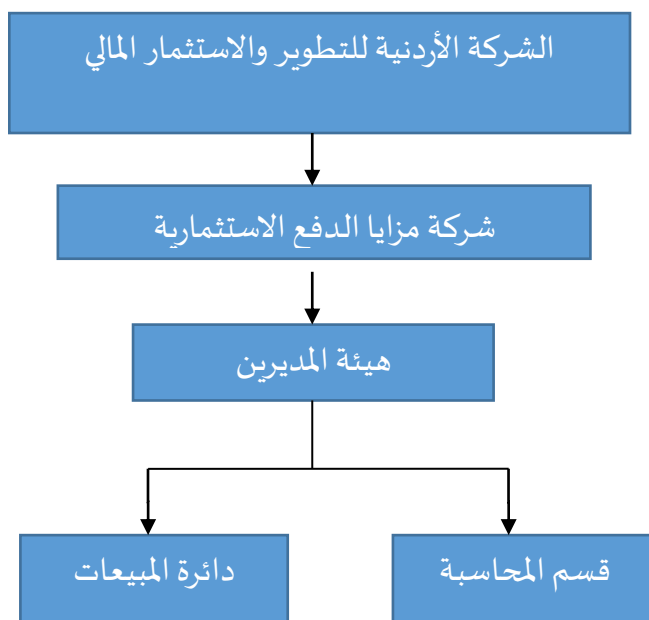 الشركة الأردنية للتطوير والاستثمار المالي
شركة مزايا الدفع الاستثمارية
هيئة المديرين
قسم المحاسبة
دائرة المبيعات